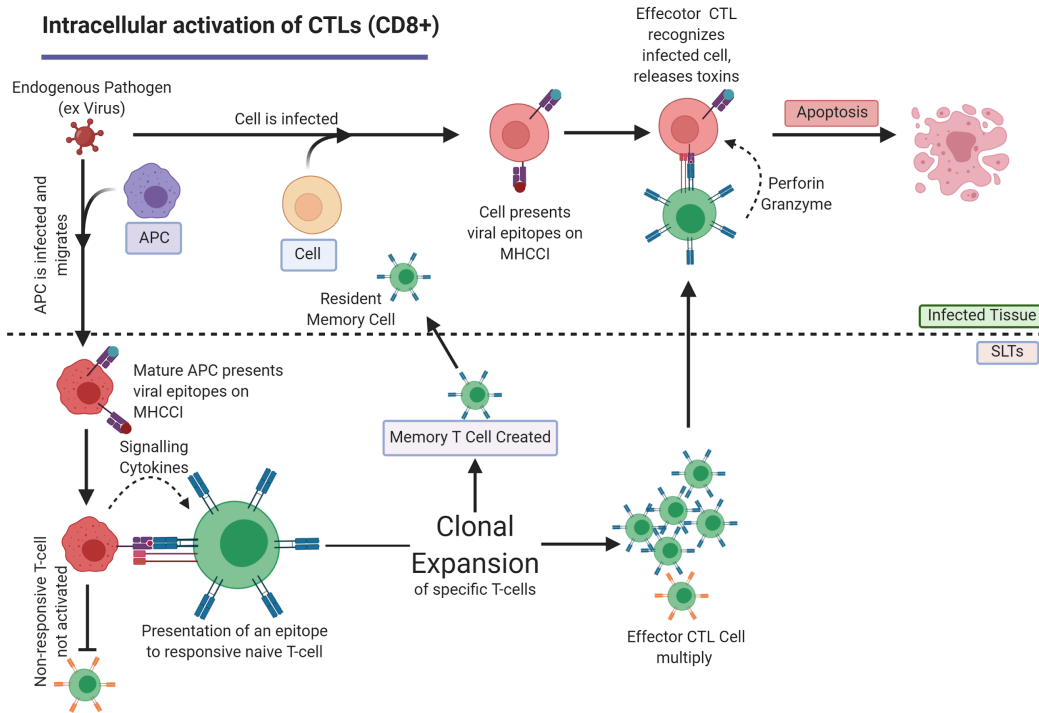 Intracellular activation of CTLs (CD8+)
Effecotor CTL
recognizes
infected cell,
releases toxins
Endogenous Pathogen
(ex Virus)
Cell is infected
Apoptosis
APC is infected and
migrates
APC
Cell
Cell presents
viral epitopes on
MHCCI
Perforin
Granzyme
Resident
Memory Cell
Infected Tissue
SLTs
Mature APC presents
viral epitopes on
MHCCI
Signalling
Cytokines
Memory T Cell Created
Clonal
Expansion
of specific T-cells
Non-responsive T-cell
not activated
Presentation of an epitope
to responsive naive T-cell
Effector CTL Cell
multiply